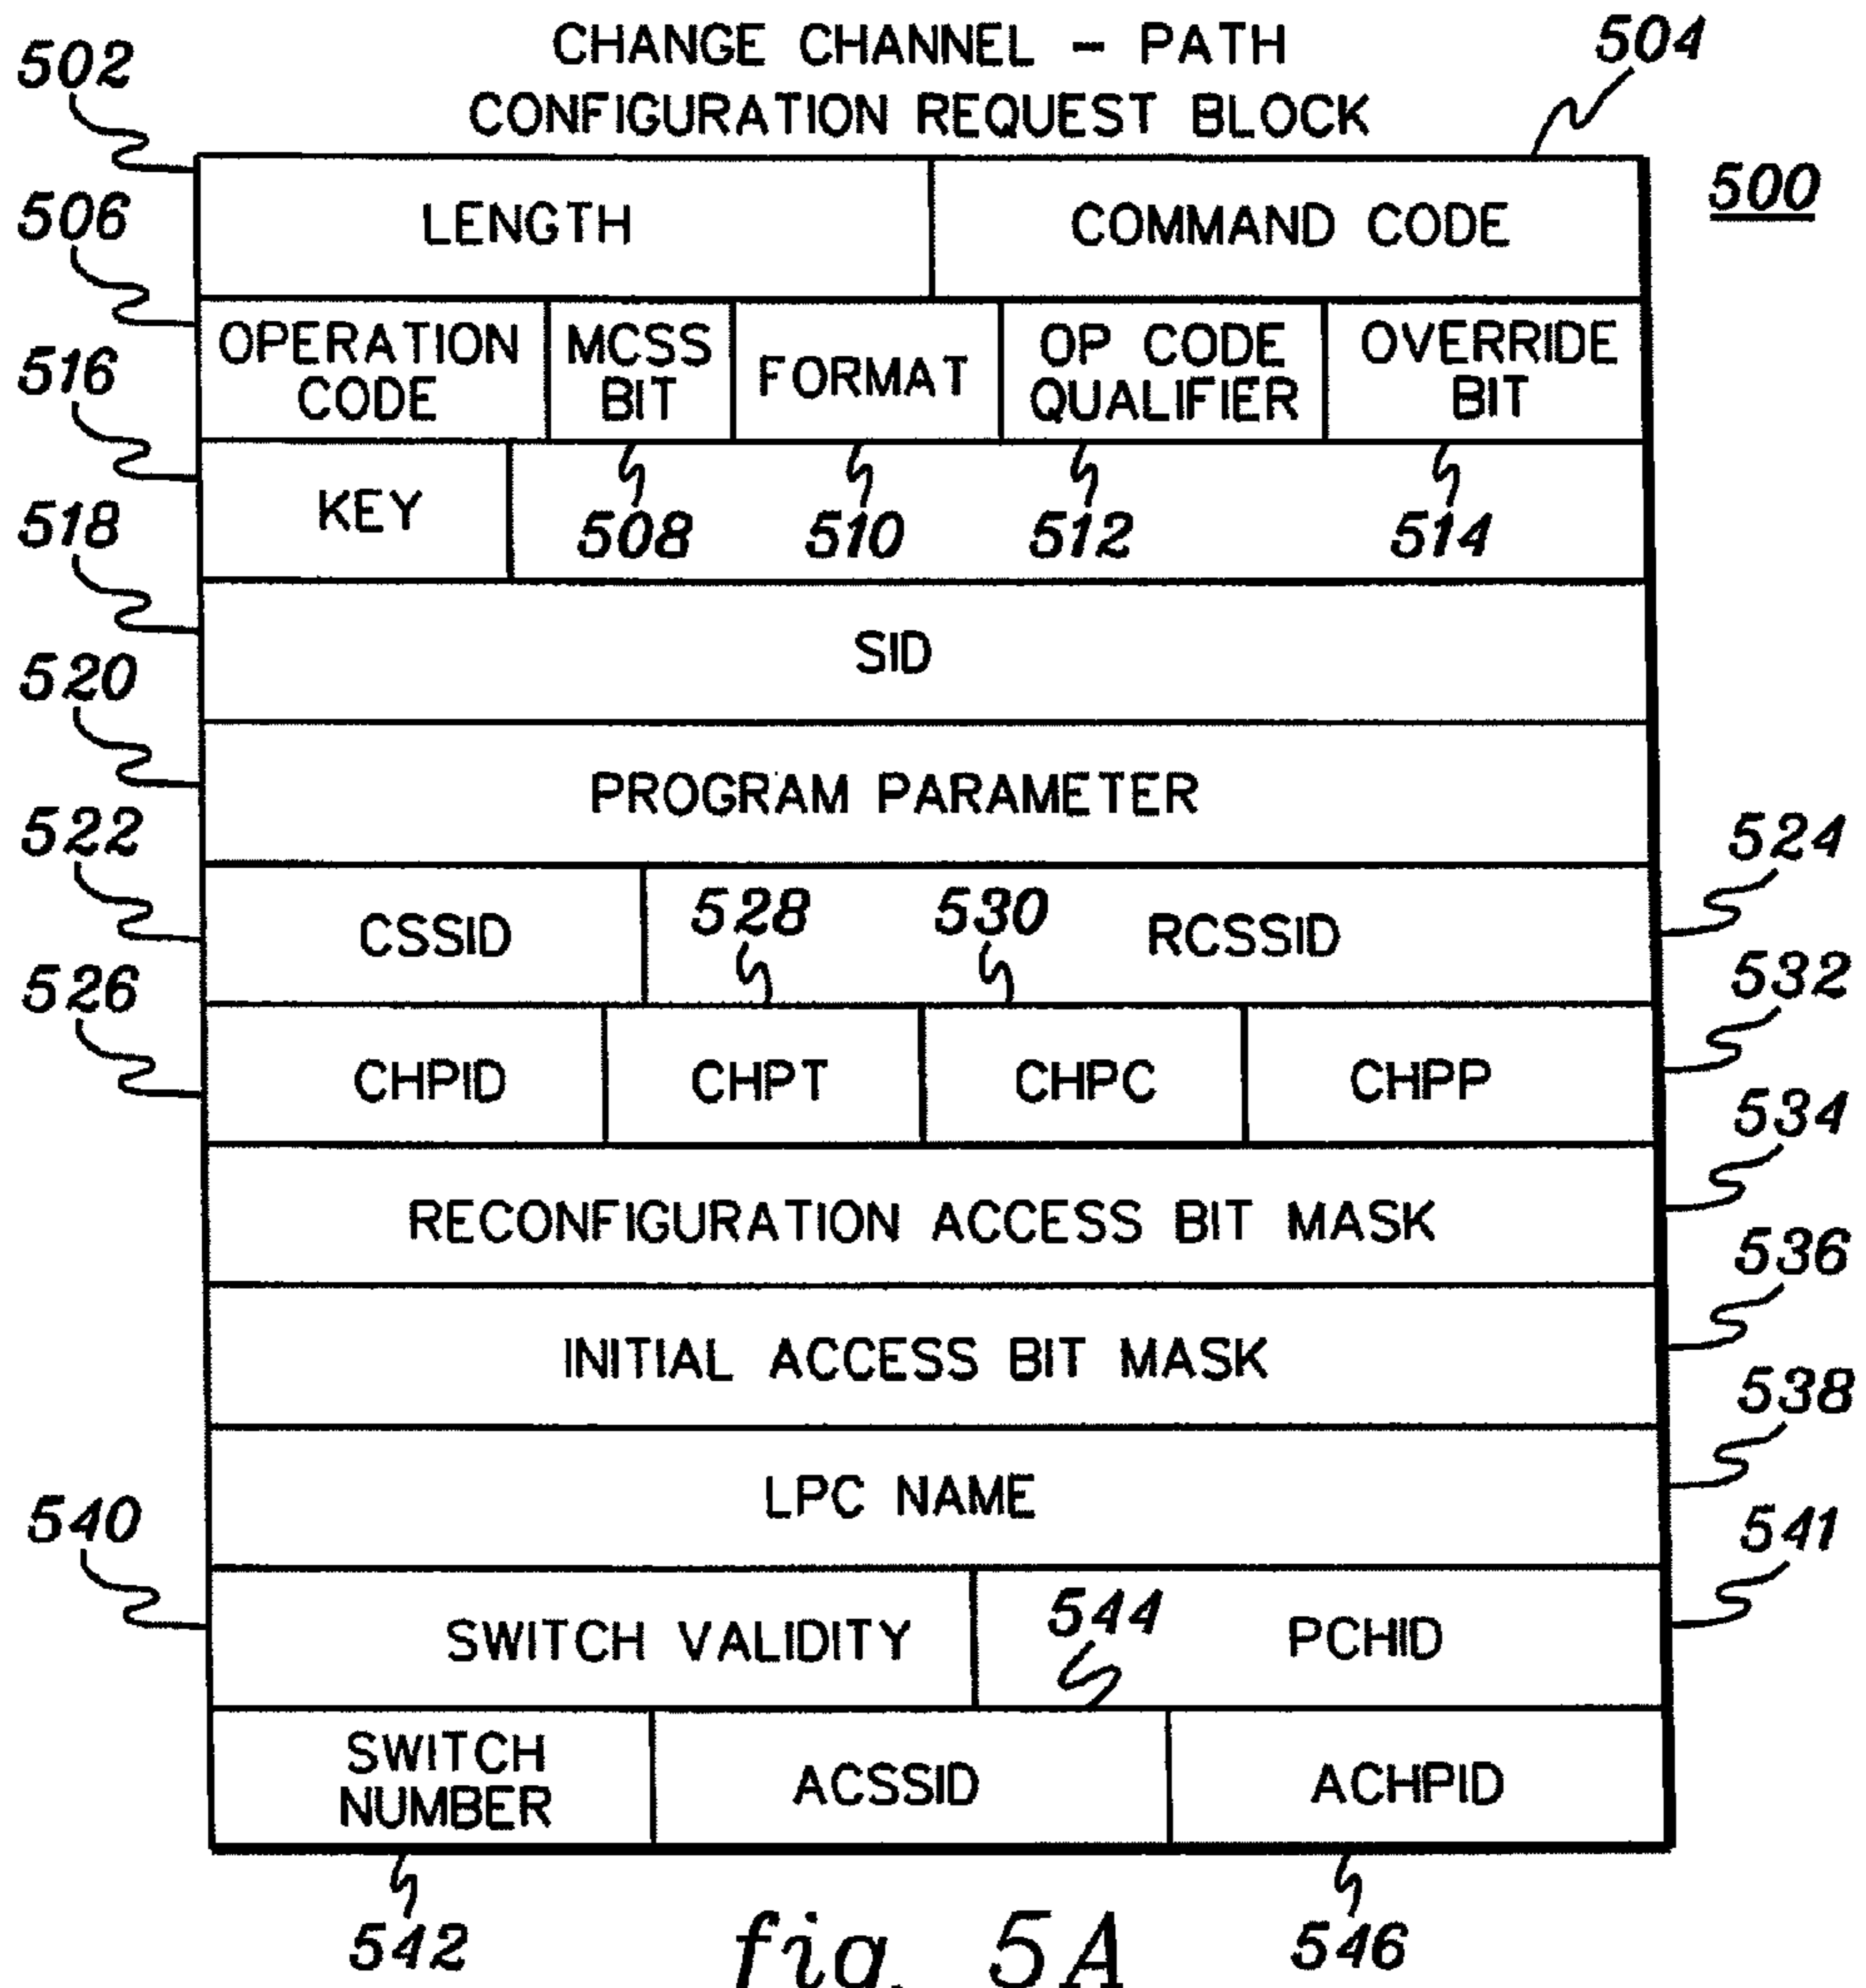 CHANGE CHANNEL - PATH
CONFIGURATION REQUEST BLOCK
502
504
500
LENGTH
COMMAND CODE
506
OPERATION
CODE
MCSS
BIT
FORMAT
OP CODE
QUALIFIER
OVERRIDE
BIT
516
KEY
508
510
512
514
518
SID
520
PROGRAM PARAMETER
522
CSSID
528
530
RCSSID
524
526
CHPID
CHPT
CHPC
CHPP
532
RECONFIGURATION ACCESS BIT MASK
534
INITIAL ACCESS BIT MASK
536
LPC NAME
538
540
SWITCH VALIDITY
544
PCHID
541
SWITCH
NUMBER
ACSSID
ACHPID
542
546
fig. 5A